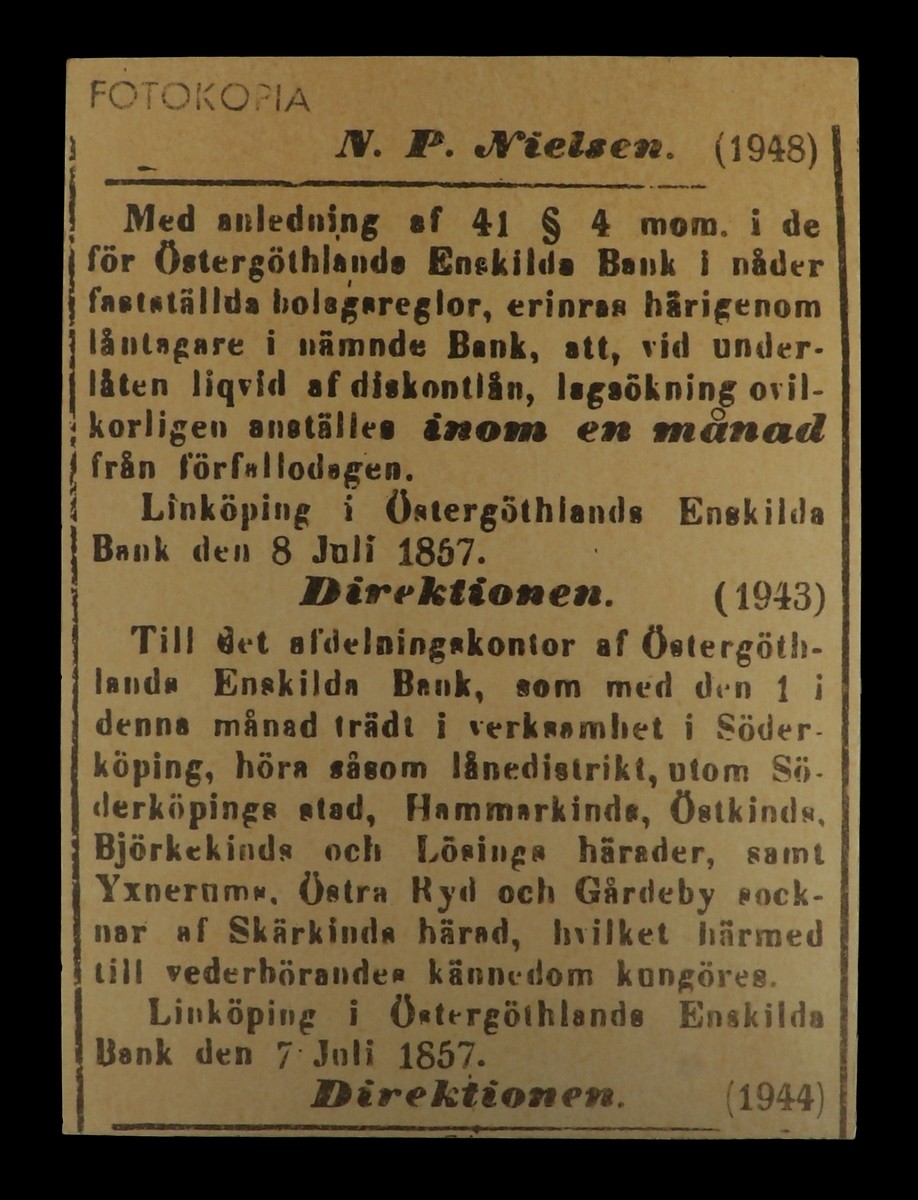 FOTOKOPIA
N. P. Nielsen. (1948)
Med anledning af 41 § 4 mom. i de
för Östergöthlands Enskilda Bank i nåder
fastställda bolagsreglor, erinras härigenom
låntagare i nämnde Bank, att, vid under-
låten liqvid af diskontlån, lagsökning ovil-
korligen anställes inom en månad
från förfallodagen.
Linköping i Östergöthlands Enskilda
Bank den 8 Juli 1857.
Direktionen. (1943)
Till det afdelningskontor af Östergöth-
lands Enskilda Bank, som med den 1 i
denna månad trädt i verksamhet i Söder-
köping, höra såsom lånedistrikt, utom Sö-
derköpings stad, Hammarkinds, Östkinds,
Björkekinds och Lösings härader, samt
Yxnerums, Östra Ryd och Gårdeby sock-
nar af Skärkinds härad, hvilket härmed
till vederbörandes kännedom kungöres.
Linköping i Östergöthlands Enskilda
Bank den 7 Juli 1857.
Direktionen. (1944)